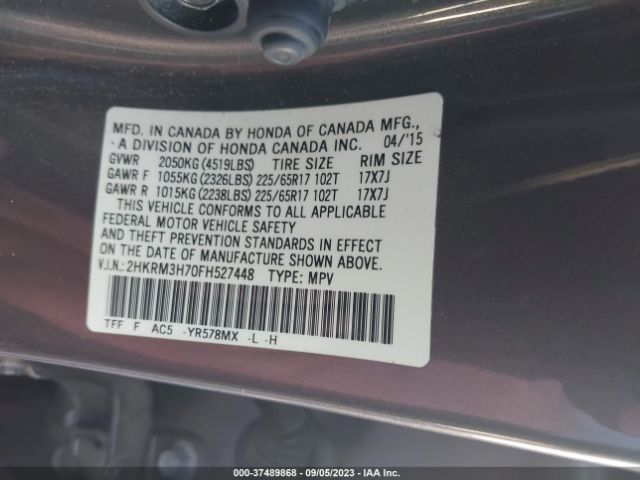 MFD. IN CANADA BY HONDA OF CANADA MFG.,
-A DIVISION OF HONDA CANADA INC. 04/'15
GVWR 2050KG(4519LBS) TIRE SIZE RIM SIZE
GAWR F 1055KG(2326LBS) 225/65R17 102T 17X7J
GAWR R 1015KG(2238LBS) 225/65R17 102T 17X7J
THIS VEHICLE CONFORMS TO ALL APPLICABLE
FEDERAL MOTOR VEHICLE SAFETY
AND THEFT PREVENTION STANDARDS IN EFFECT
ON THE DATE OF MANUFACTURE SHOWN ABOVE.
V.I.N.: 2HKRM3H70FH527448 TYPE: MPV
TFF F AC5 -YR578MX -L -H
000-37489868 - 09/05/2023 - IAA Inc.